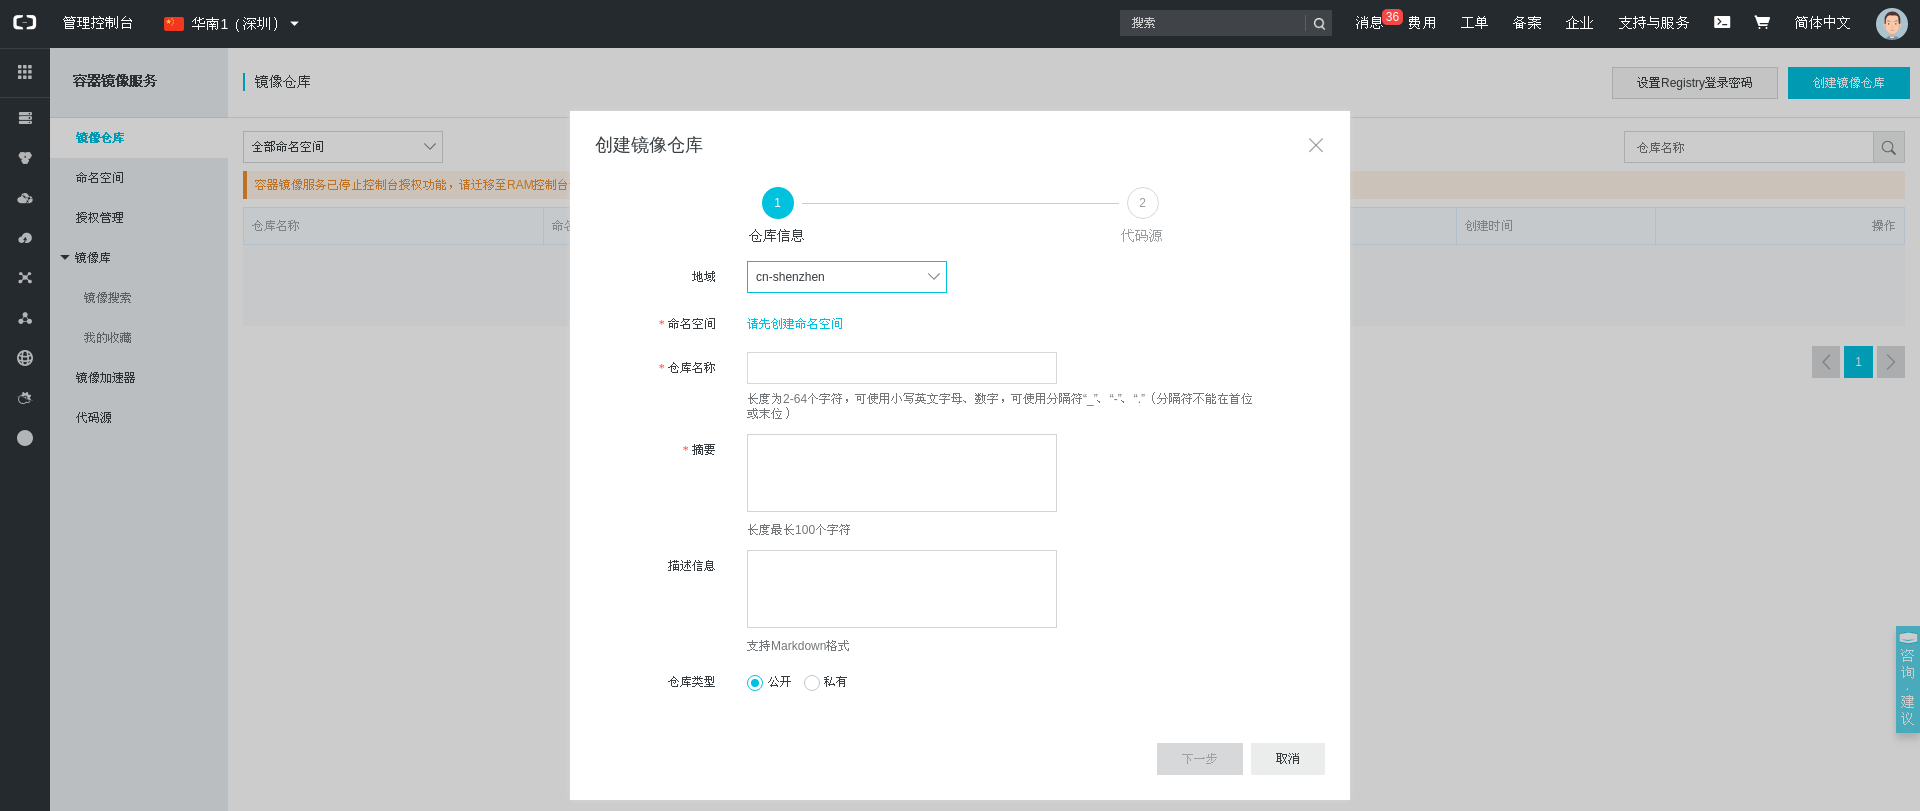 管理控制台
华南1（深圳）
搜索
消息
36
费用
工单
备案
企业
支持与服务
简体中文
容器镜像服务
镜像仓库
命名空间
授权管理
镜像库
镜像搜索
我的收藏
镜像加速器
代码源
镜像仓库
设置Registry登录密码
创建镜像仓库
全部命名空间
仓库名称
容器镜像服务已停止控制台授权功能，请迁移至RAM控制台
仓库名称
创建时间
操作
1
创建镜像仓库
1
2
仓库信息
代码源
地域
cn-shenzhen
* 命名空间
请先创建命名空间
* 仓库名称
长度为2-64个字符，可使用小写英文字母、数字，可使用分隔符“_”、“-”、“.”（分隔符不能在首位
或末位）
* 摘要
长度最长100个字符
描述信息
支持Markdown格式
仓库类型
公开
私有
下一步
取消
咨询·建议